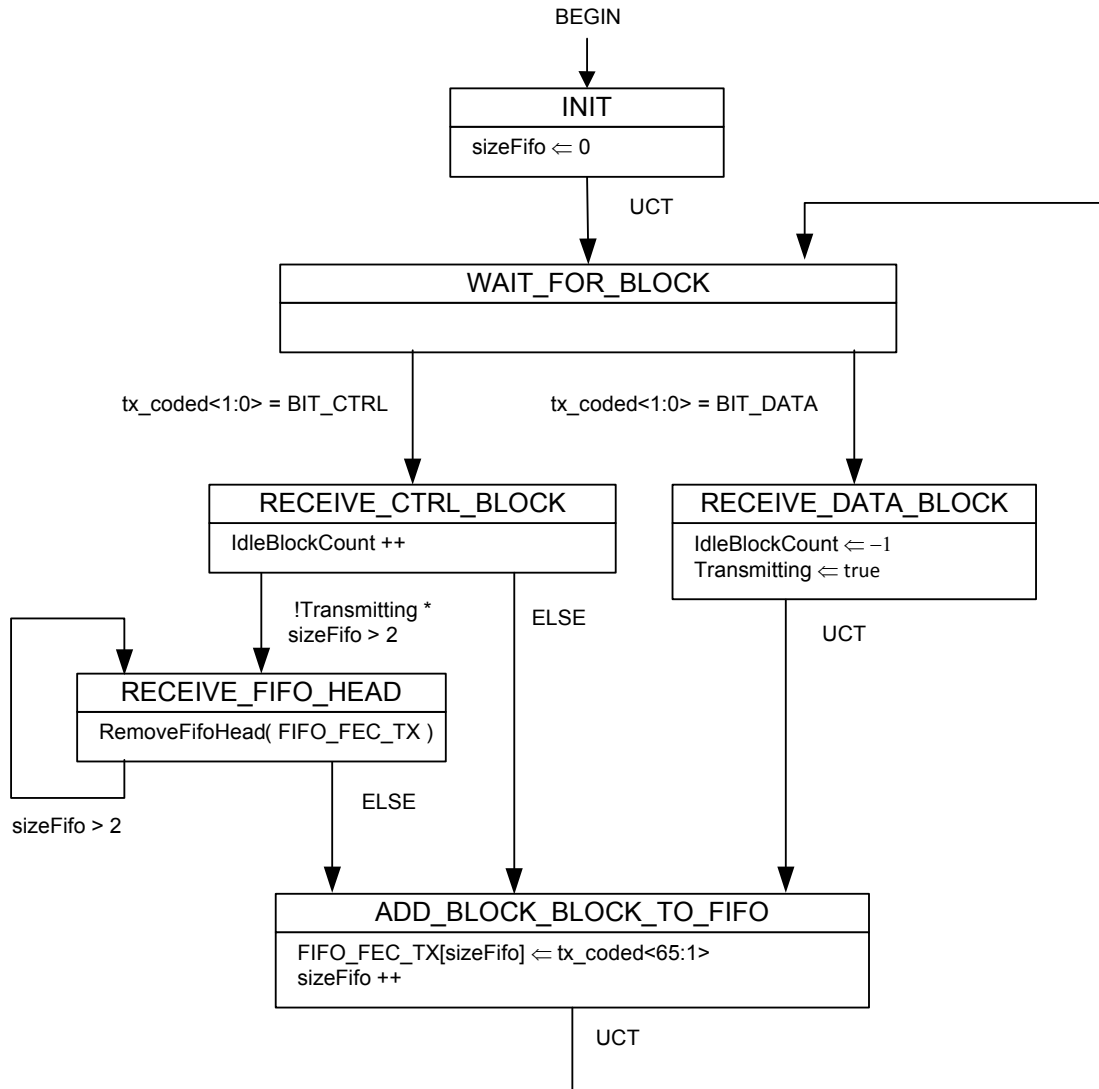 BEGIN
INIT
sizeFifo ⇐ 0
UCT
WAIT_FOR_BLOCK
tx_coded<1:0> = BIT_CTRL
tx_coded<1:0> = BIT_DATA
RECEIVE_CTRL_BLOCK
IdleBlockCount ++
RECEIVE_DATA_BLOCK
IdleBlockCount ⇐ −1
Transmitting ⇐ true
!Transmitting *
sizeFifo > 2
ELSE
UCT
RECEIVE_FIFO_HEAD
RemoveFifoHead( FIFO_FEC_TX )
ELSE
sizeFifo > 2
ADD_BLOCK_BLOCK_TO_FIFO
FIFO_FEC_TX[sizeFifo] ⇐ tx_coded<65:1>
sizeFifo ++
UCT